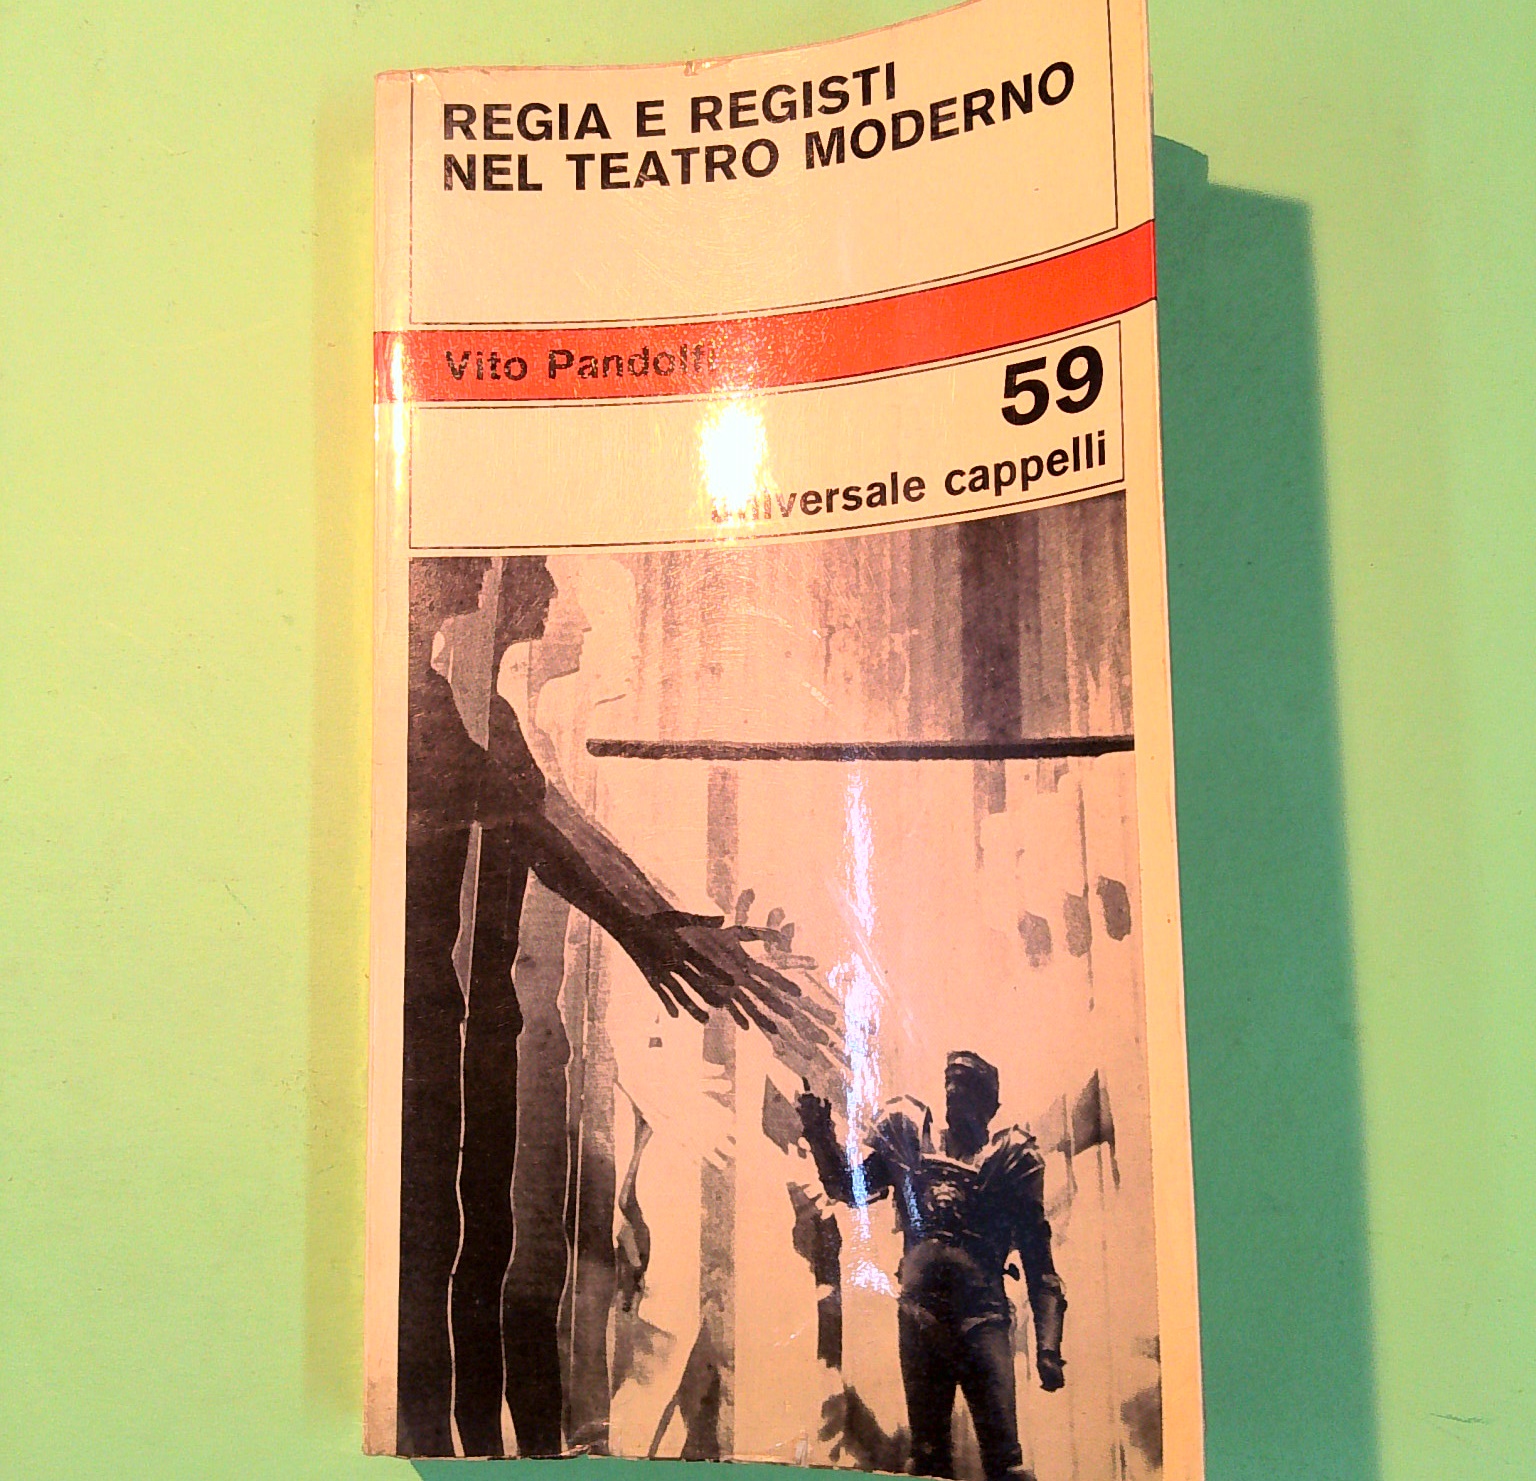 REGIA E REGISTI
NEL TEATRO MODERNO
Vito Pandolfi
59
universale cappelli